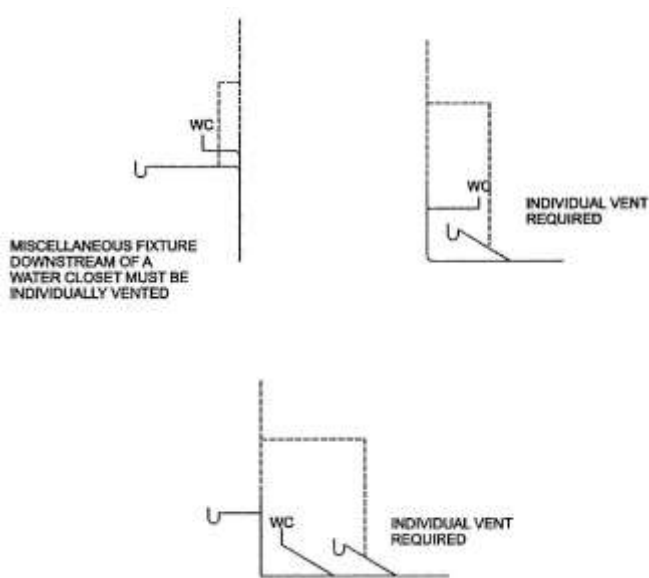 WC
MISCELLANEOUS FIXTURE
DOWNSTREAM OF A
WATER CLOSET MUST BE
INDIVIDUALLY VENTED
WC
INDIVIDUAL VENT
REQUIRED
WC
INDIVIDUAL VENT
REQUIRED